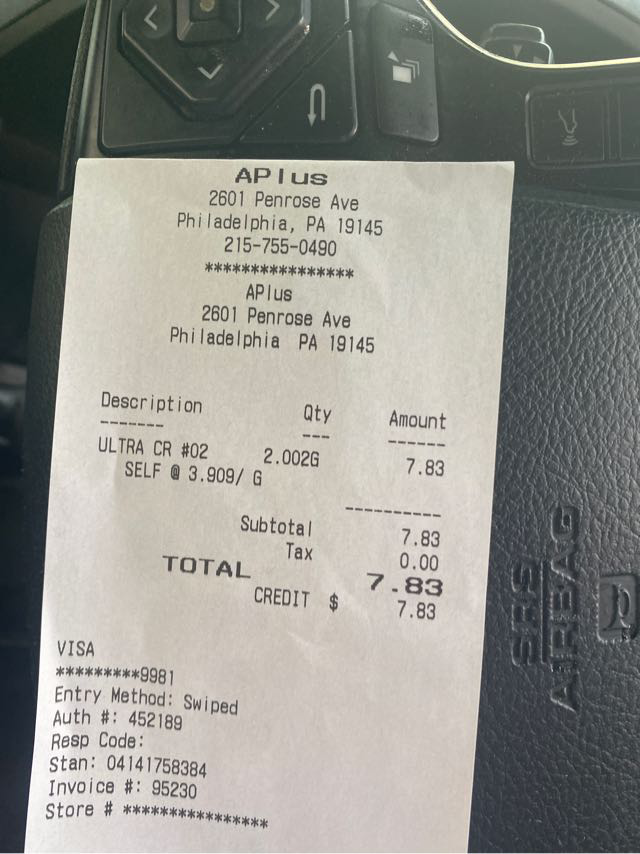 APlus
2601 Penrose Ave
Philadelphia, PA 19145
215-755-0490
****************
APlus
2601 Penrose Ave
Philadelphia PA 19145
Description Qty Amount
------- --- ------
ULTRA CR #02 2.002G 7.83
SELF @ 3.909/ G
----------
Subtotal 7.83
Tax 0.00
TOTAL 7.83
CREDIT $ 7.83
VISA
*********9981
Entry Method: Swiped
Auth #: 452189
Resp Code:
Stan: 04141758384
Invoice #: 95230
Store # ****************
SRS
AIRBAG